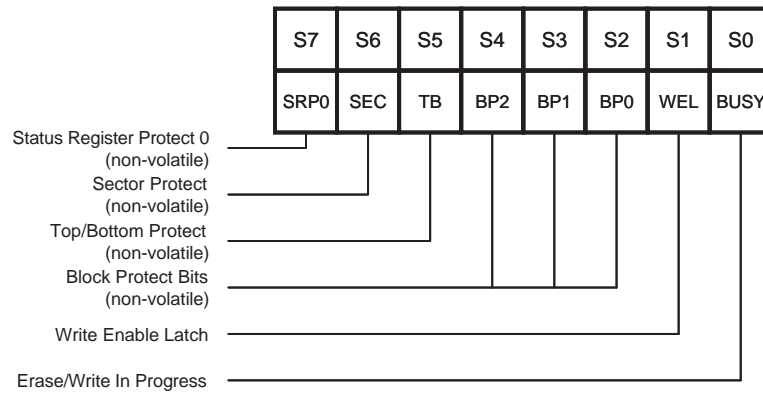 S7 S6 S5 S4 S3 S2 S1 S0
SRP0 SEC TB BP2 BP1 BP0 WEL BUSY
Status Register Protect 0
(non-volatile)
Sector Protect
(non-volatile)
Top/Bottom Protect
(non-volatile)
Block Protect Bits
(non-volatile)
Write Enable Latch
Erase/Write In Progress